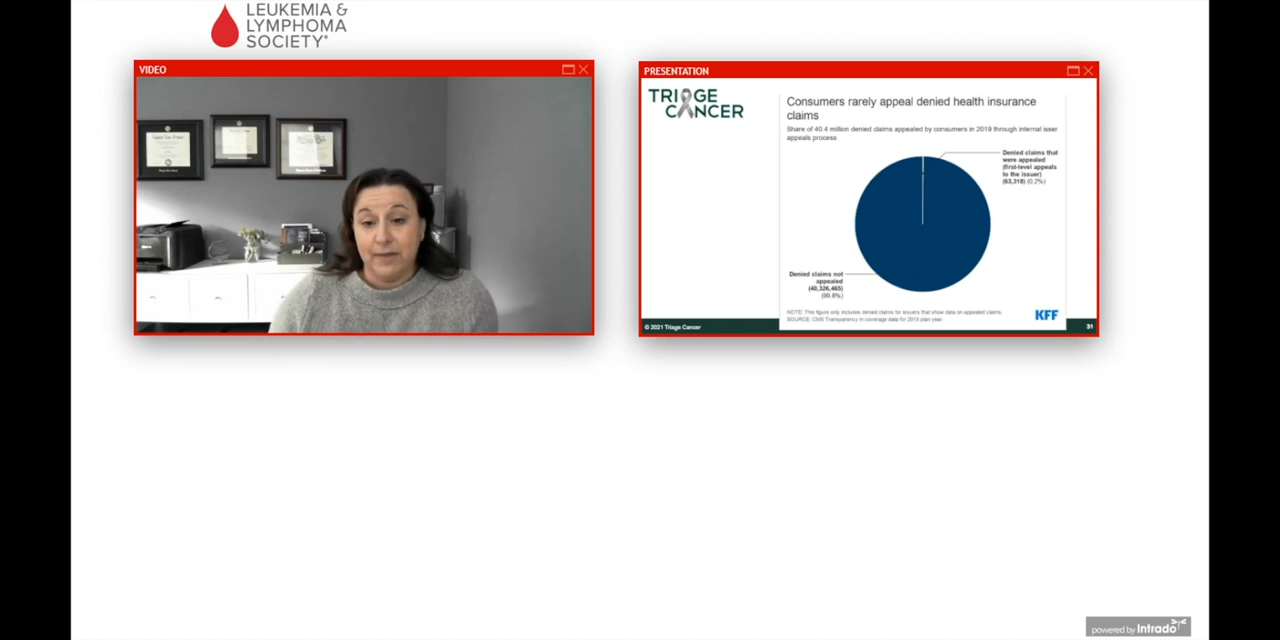 LEUKEMIA &
LYMPHOMA
SOCIETY®
VIDEO
PRESENTATION
TRIAGE
CANCER
Consumers rarely appeal denied health insurance
claims
Share of 40.4 million denied claims appealed by consumers in 2019 through internal isser
appeals process
Denied claims that
were appealed
(first-level appeals
to the issuer)
(63,318) (0.2%)
Denied claims not
appealed
(40,326,465)
(99.8%)
NOTE: This figure only includes denied claims for issuers that show data on appealed claims.
SOURCE: CMS Transparency in coverage data for 2019 plan year.
KFF
© 2021 Triage Cancer
31
powered by Intrado